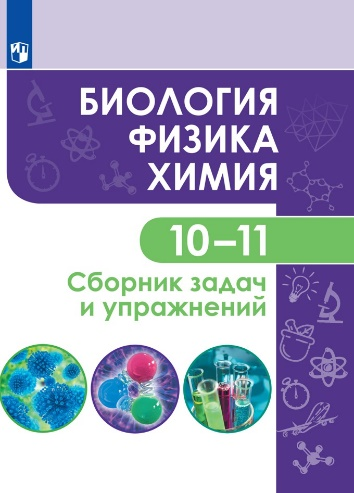 БИОЛОГИЯ
ФИЗИКА
ХИМИЯ
10–11
Сборник задач
и упражнений